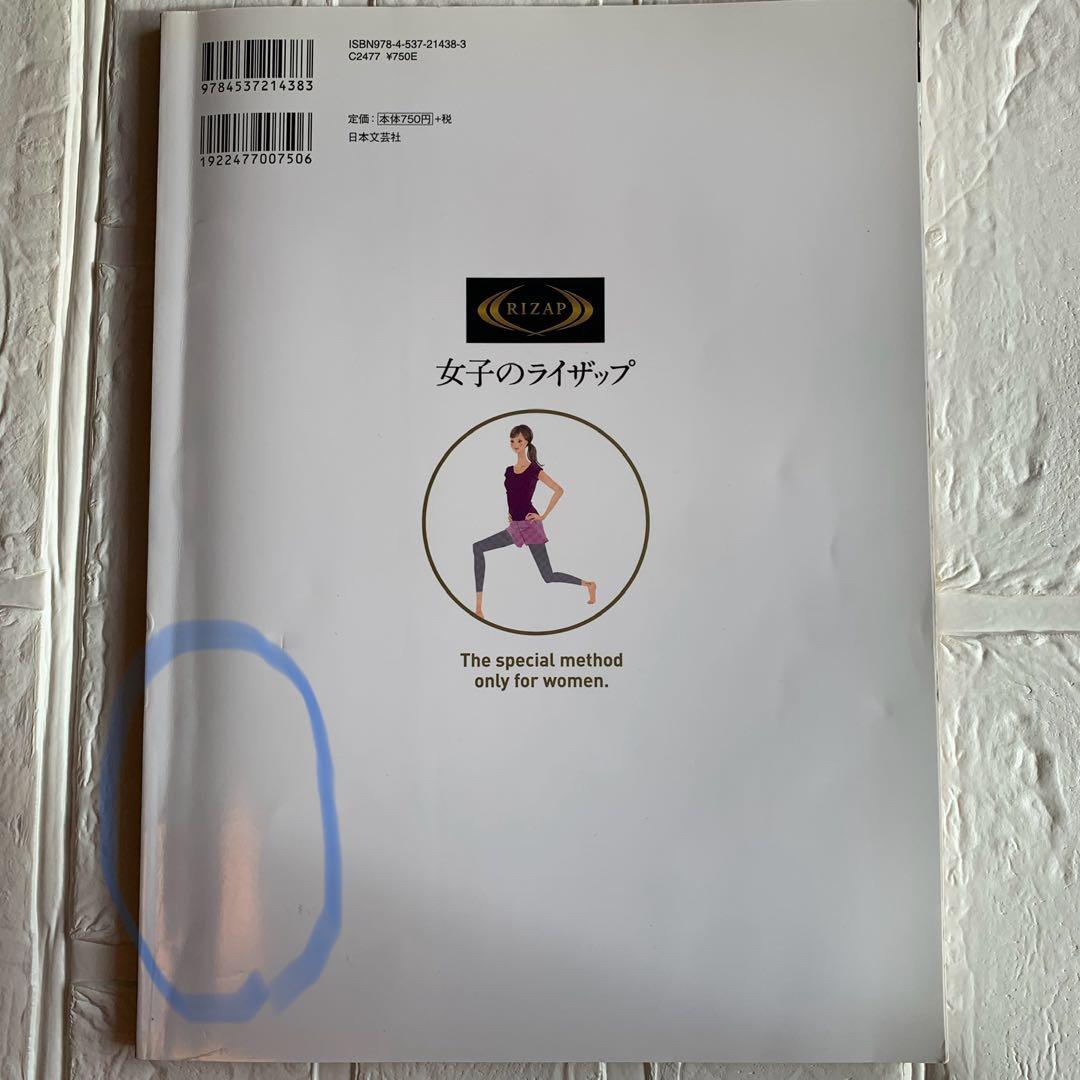 ISBN978-4-537-21438-3
C2477 ¥750E
9784537214383
定価：本体750円+税
日本文芸社
1922477007506
RIZAP
女子のライザップ
The special method
only for women.